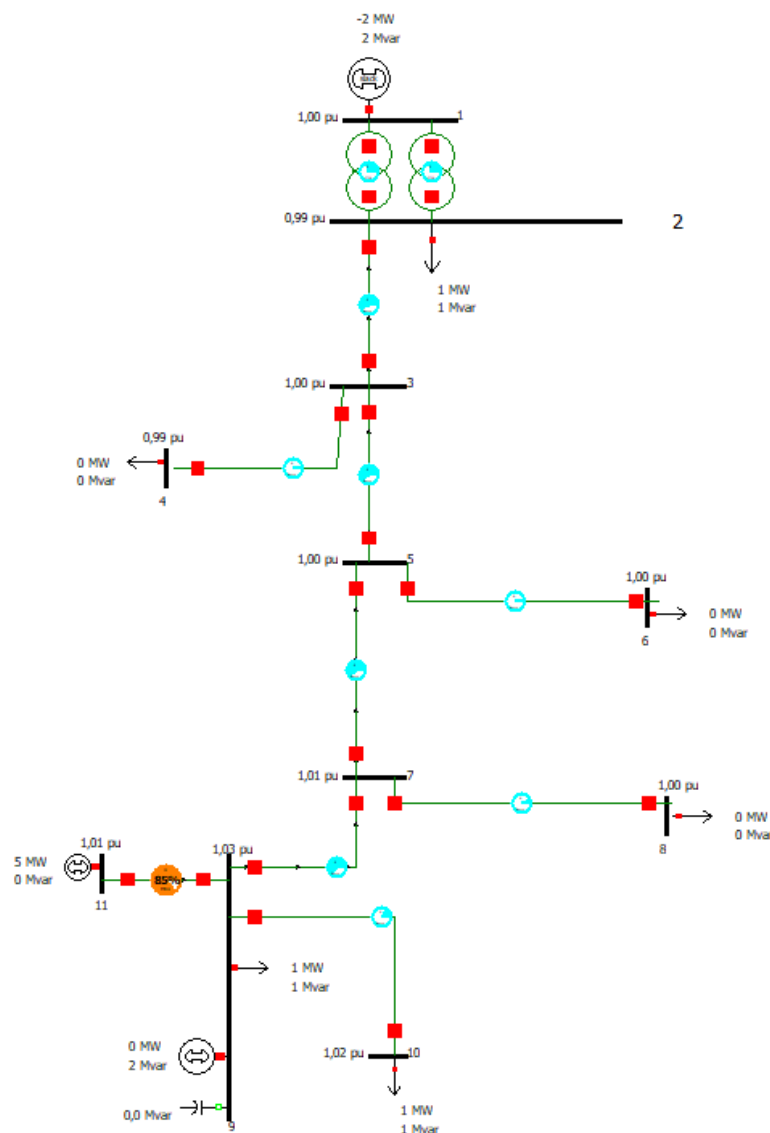 -2 MW
2 Mvar
slack
1,00 pu
1
0,99 pu
2
1 MW
1 Mvar
1,00 pu
3
0,99 pu
0 MW
0 Mvar
4
1,00 pu
5
1,00 pu
0 MW
0 Mvar
6
1,01 pu
7
1,00 pu
0 MW
0 Mvar
8
1,01 pu
1,03 pu
5 MW
0 Mvar
85%
11
1 MW
1 Mvar
0 MW
2 Mvar
1,02 pu
10
0,0 Mvar
9
1 MW
1 Mvar